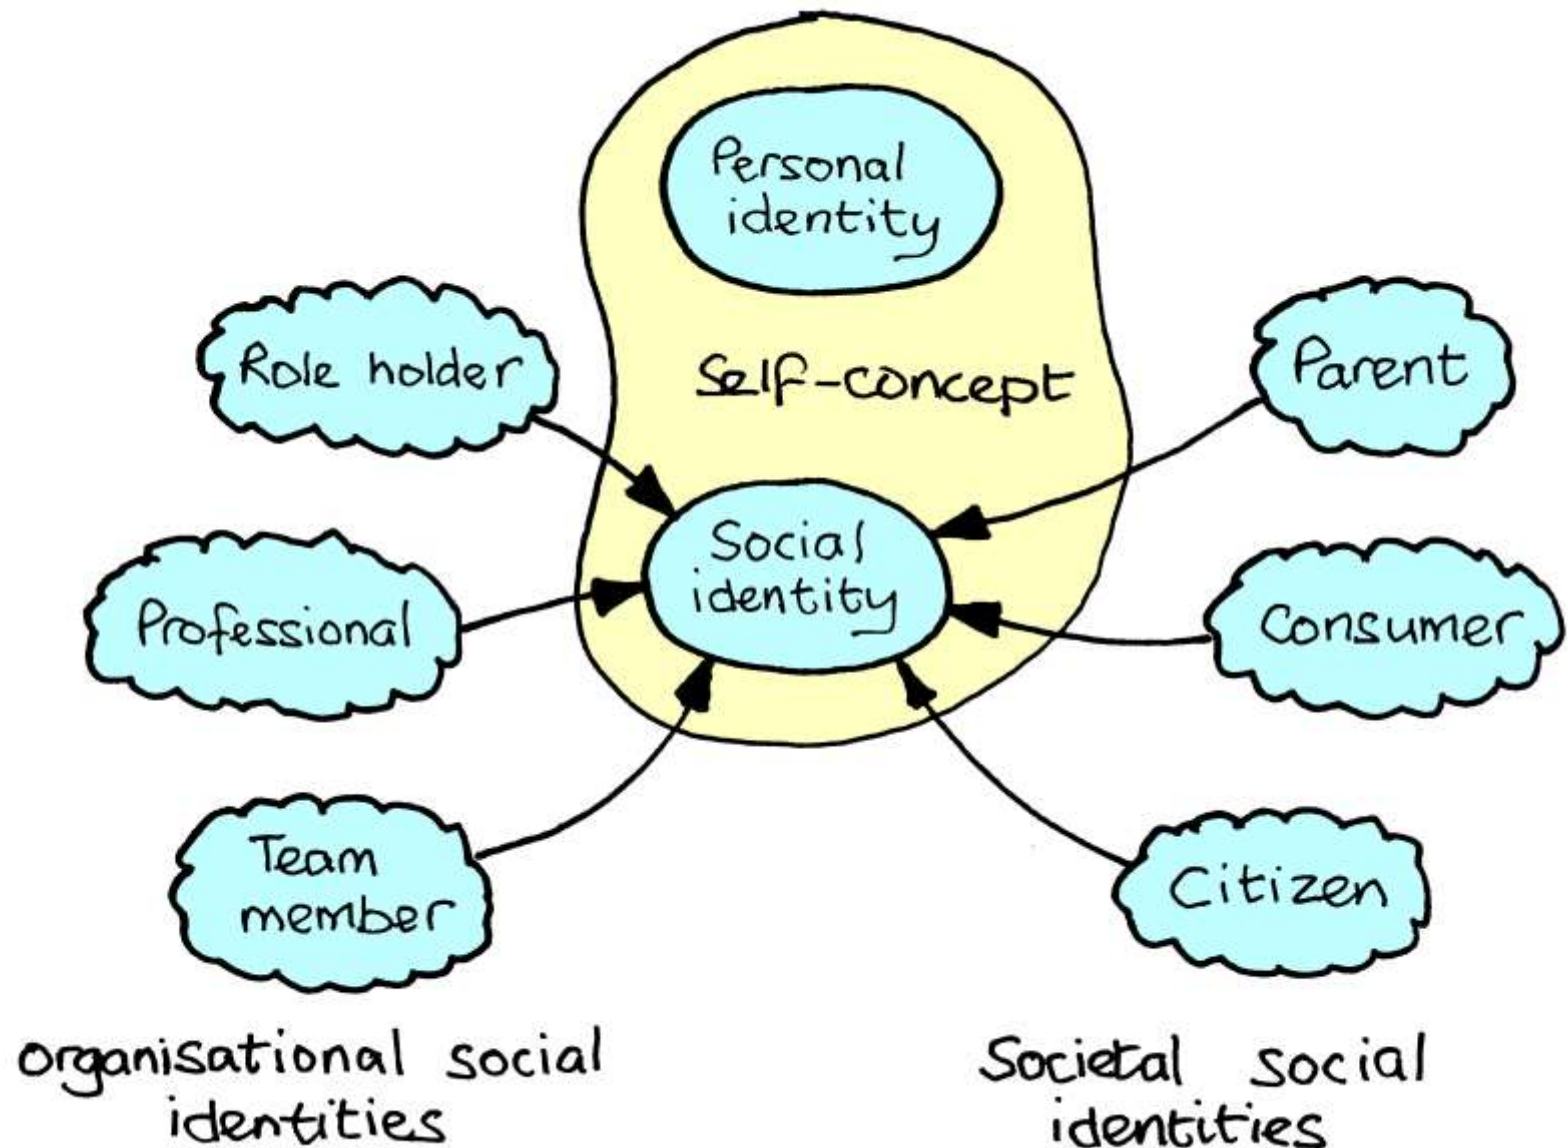 Personal
identity
Self-concept
Social
identity
Role holder
Professional
Team
member
organisational social
identities
Parent
Consumer
Citizen
Societal social
identities